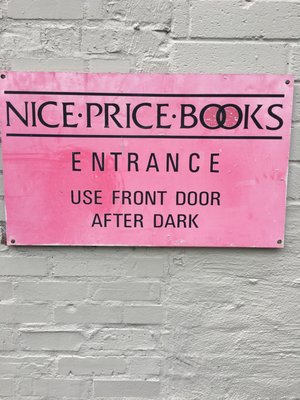 NICE·PRICE·BOOKS
ENTRANCE
USE FRONT DOOR
AFTER DARK